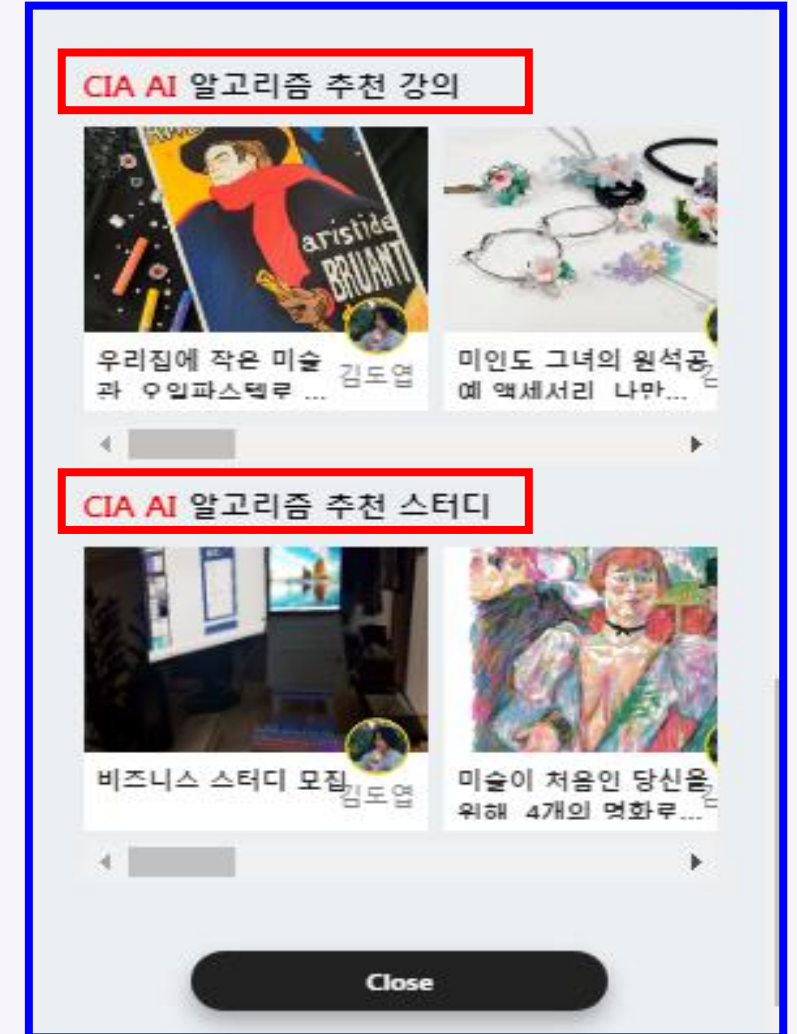 CIA AI 알고리즘 추천 강의
aristide
BRUANT
우리집에 작은 미술
관 오일파스텔로 ...
김도엽
미인도 그녀의 원석공
예 액세서리 나만...
CIA AI 알고리즘 추천 스터디
비즈니스 스터디 모집
김도엽
미술이 처음인 당신을
위해 4개의 명화로...
Close